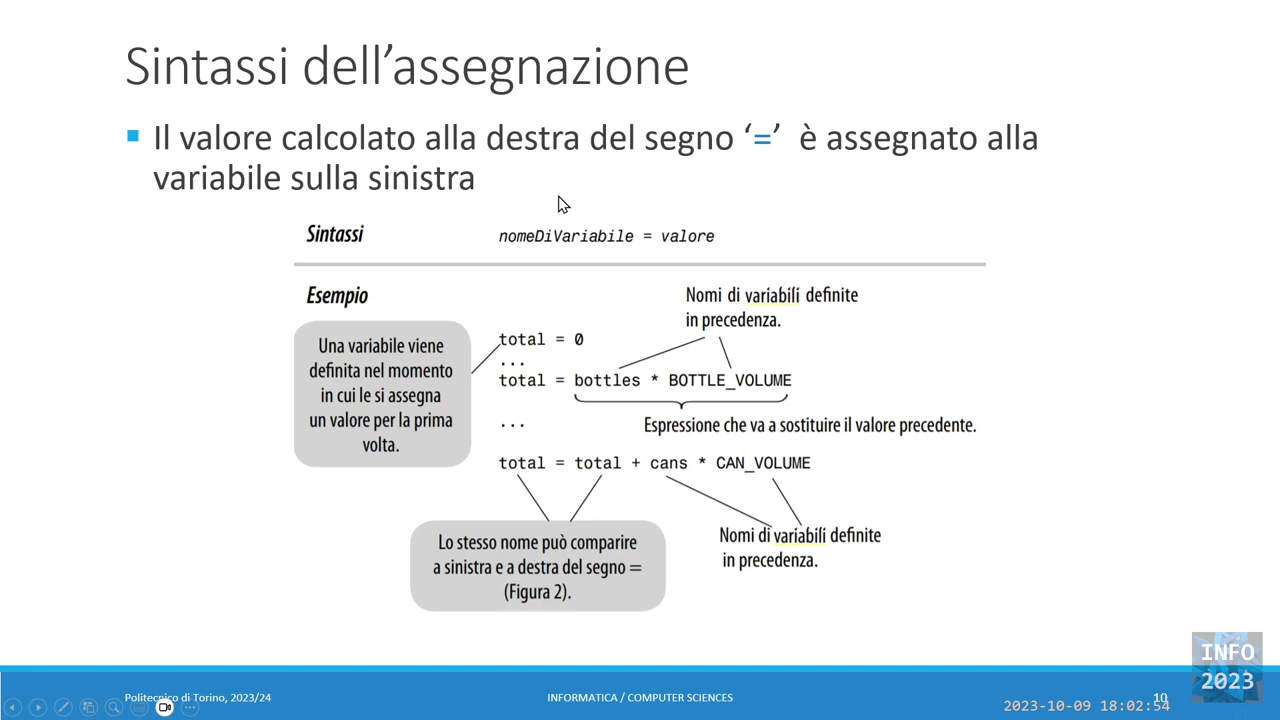 Sintassi dell’assegnazione
Il valore calcolato alla destra del segno ‘=’ è assegnato alla
variabile sulla sinistra
Sintassi
nomeDiVariabile = valore
Esempio
Nomi di variabili definite
in precedenza.
Una variabile viene
definita nel momento
in cui le si assegna
un valore per la prima
volta.
total = 0
...
total = bottles * BOTTLE_VOLUME
Espressione che va a sostituire il valore precedente.
...
total = total + cans * CAN_VOLUME
Lo stesso nome può comparire
a sinistra e a destra del segno =
(Figura 2).
Nomi di variabili definite
in precedenza.
INFO
2023
Politecnico di Torino, 2023/24
INFORMATICA / COMPUTER SCIENCES
10
2023-10-09 18:02:54